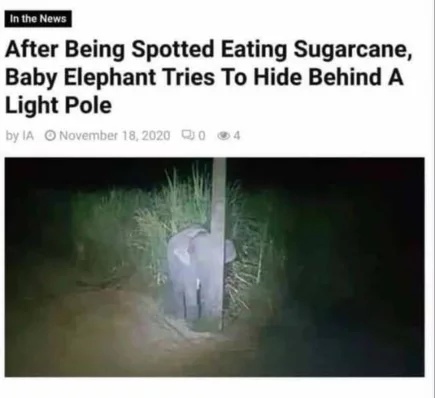 In the News
After Being Spotted Eating Sugarcane,
Baby Elephant Tries To Hide Behind A
Light Pole
by IA November 18, 2020 0 4